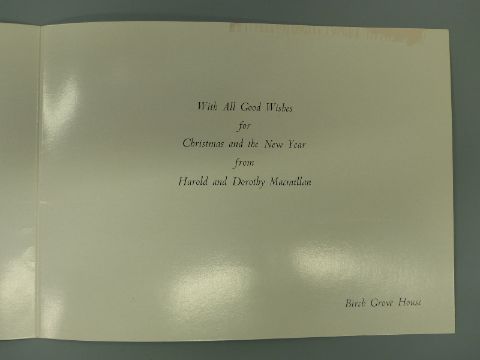 With All Good Wishes
for
Christmas and the New Year
from
Harold and Dorothy Macmillan
Birch Grove House